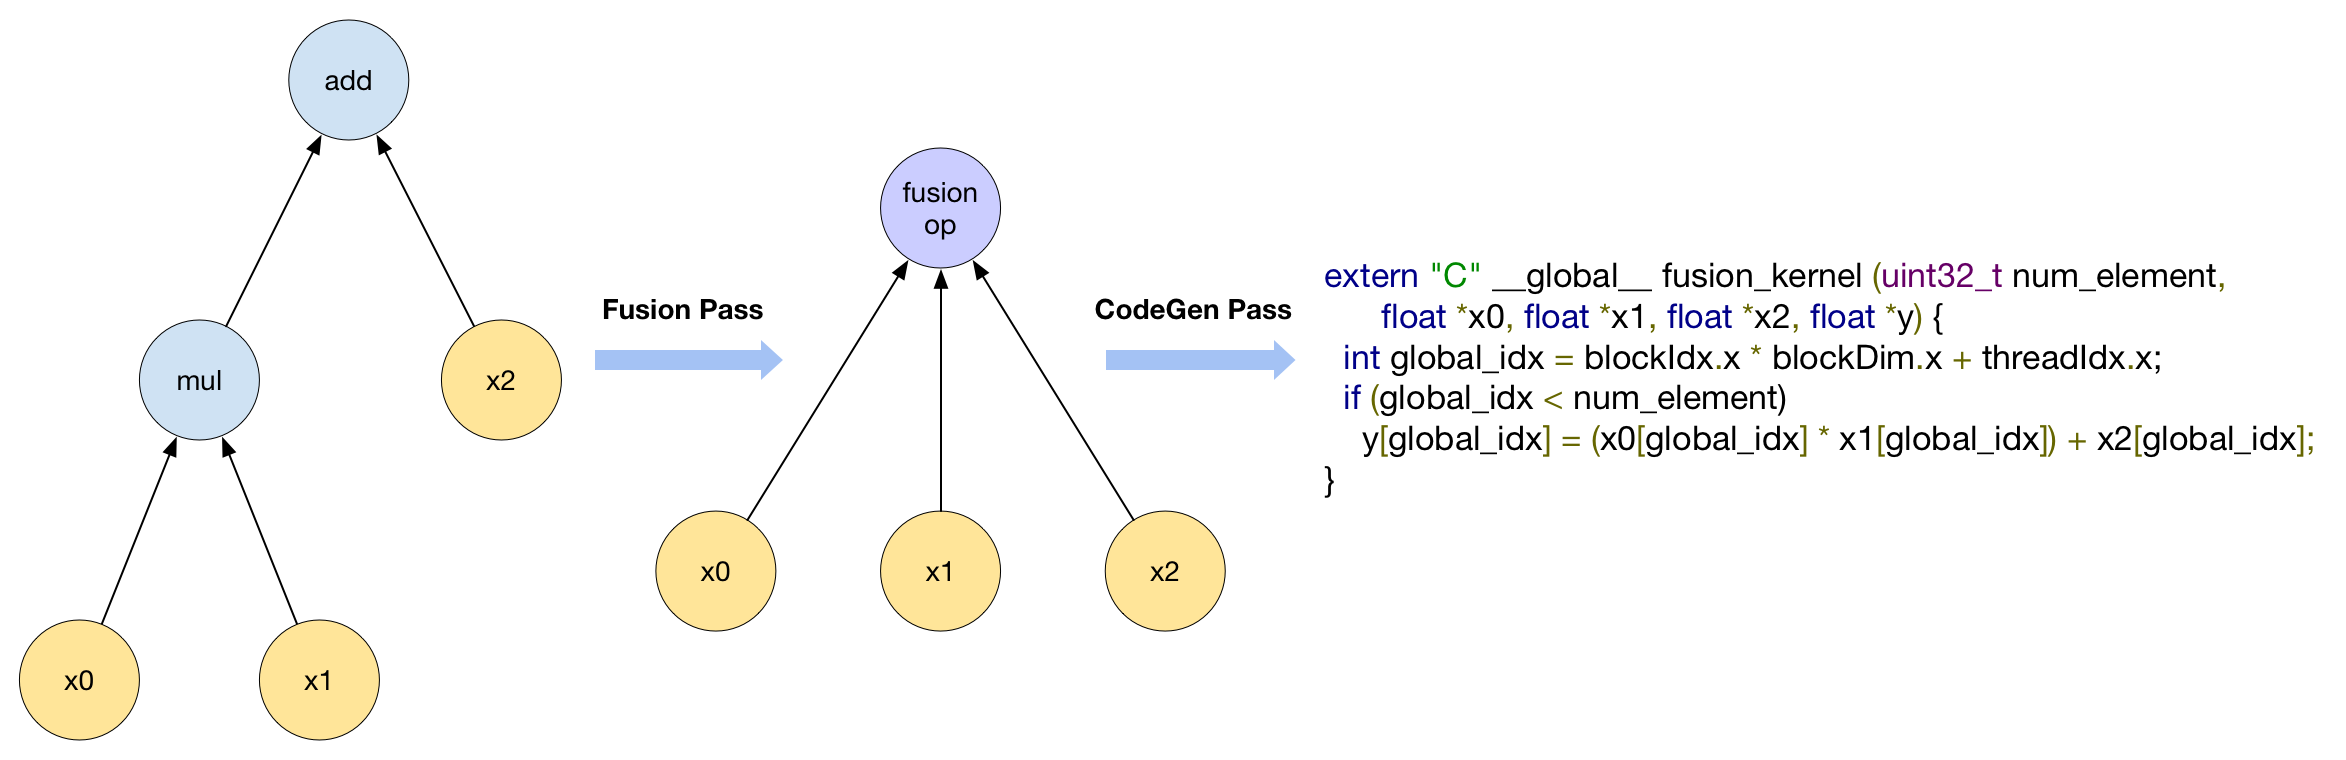 add
mul
x2
x0
x1
Fusion Pass
fusion
op
x0
x1
x2
CodeGen Pass
extern "C" __global__ fusion_kernel (uint32_t num_element,
float *x0, float *x1, float *x2, float *y) {
int global_idx = blockIdx.x * blockDim.x + threadIdx.x;
if (global_idx < num_element)
y[global_idx] = (x0[global_idx] * x1[global_idx]) + x2[global_idx];
}